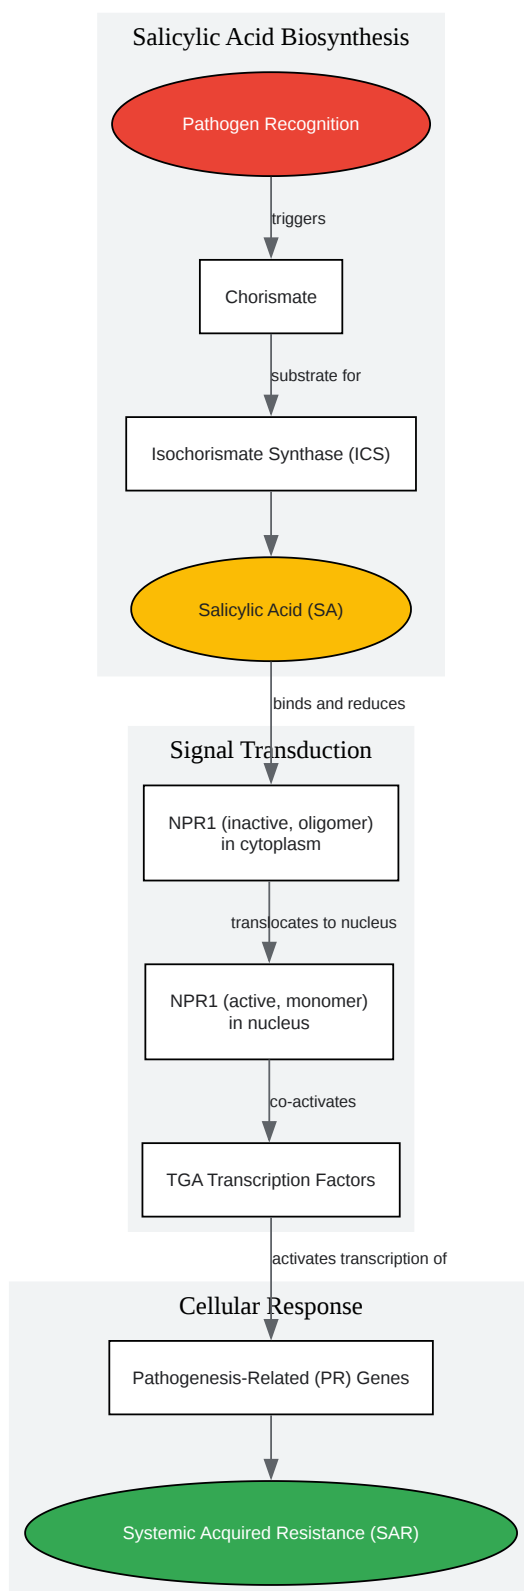 Salicylic Acid Biosynthesis
Pathogen Recognition
triggers
Chorismate
substrate for
Isochorismate Synthase (ICS)
Salicylic Acid (SA)
binds and reduces
Signal Transduction
NPR1 (inactive, oligomer)
in cytoplasm
translocates to nucleus
NPR1 (active, monomer)
in nucleus
co-activates
TGA Transcription Factors
activates transcription of
Cellular Response
Pathogenesis-Related (PR) Genes
Systemic Acquired Resistance (SAR)